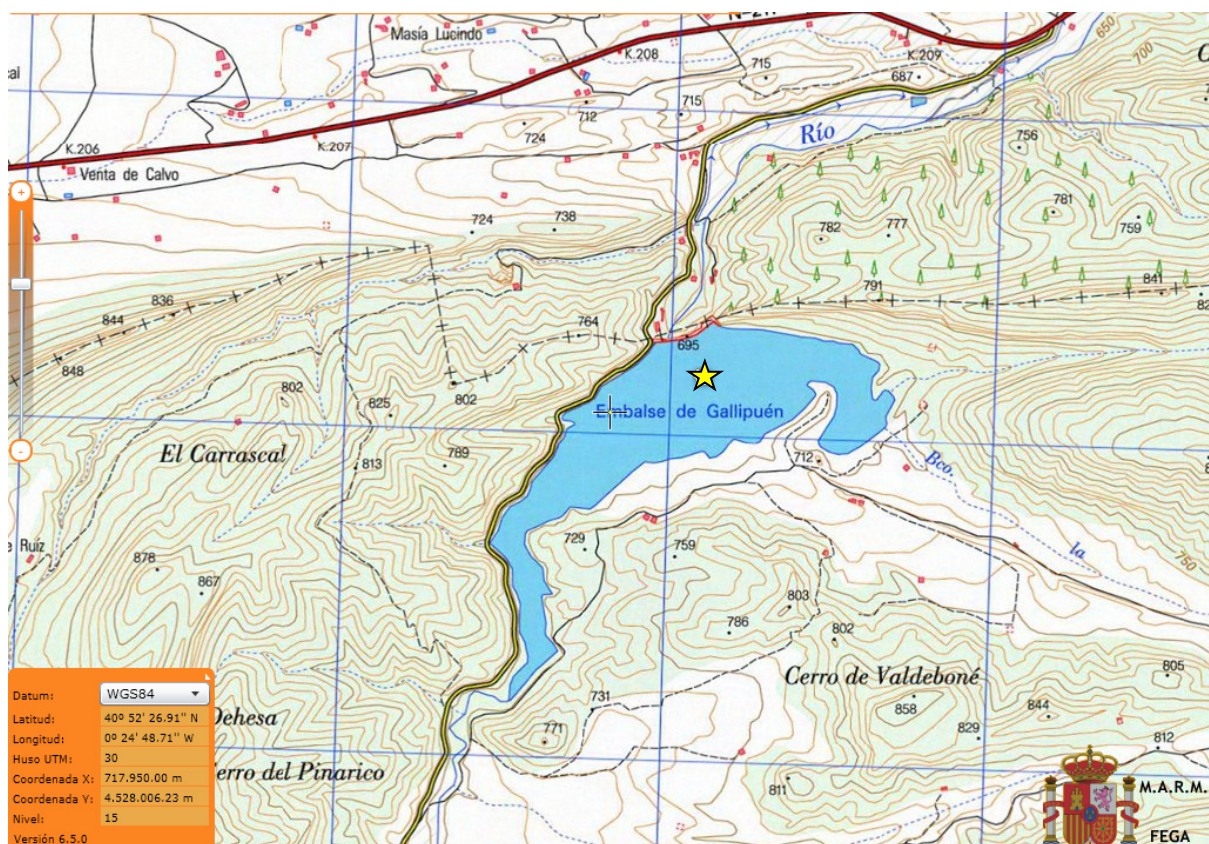 Masía Lucindo
K.208
K.209
715
687
712
715
724
K.206
K.207
Venta de Calvo
Río
650
700
756
724
738
782
777
781
759
836
844
848
764
791
841
695
802
802
825
Embalse de Gallipuén
El Carrascal
813
789
712
Bco.
la
750
e Ruíz
878
867
729
759
803
786
802
Cerro de Valdeboné
805
858
844
829
812
731
771
811
Dehesa
erro del Pinarico
+
-
Datum: WGS84
Latitud: 40º 52' 26.91" N
Longitud: 0º 24' 48.71" W
Huso UTM: 30
Coordenada X: 717.950.00 m
Coordenada Y: 4.528.006.23 m
Nivel: 15
Versión 6.5.0
M.A.R.M.
FEGA